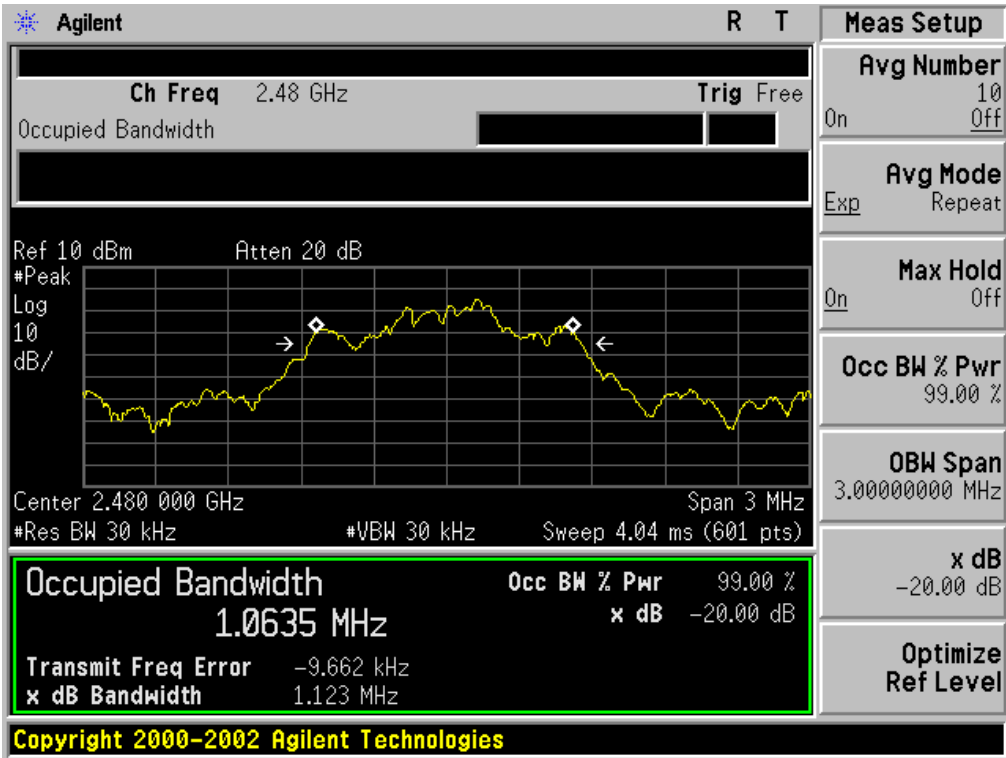 Agilent R T
Ch Freq 2.48 GHz Trig Free
Occupied Bandwidth
Ref 10 dBm Atten 20 dB
#Peak
Log
10
dB/
Center 2.480 000 GHz Span 3 MHz
#Res BW 30 kHz #VBW 30 kHz Sweep 4.04 ms (601 pts)
Occupied Bandwidth Occ BW % Pwr 99.00 %
1.0635 MHz x dB -20.00 dB
Transmit Freq Error -9.662 kHz
x dB Bandwidth 1.123 MHz
Copyright 2000-2002 Agilent Technologies
Meas Setup
Avg Number
10
On Off
Avg Mode
Exp Repeat
Max Hold
On Off
Occ BW % Pwr
99.00 %
OBW Span
3.00000000 MHz
x dB
-20.00 dB
Optimize
Ref Level